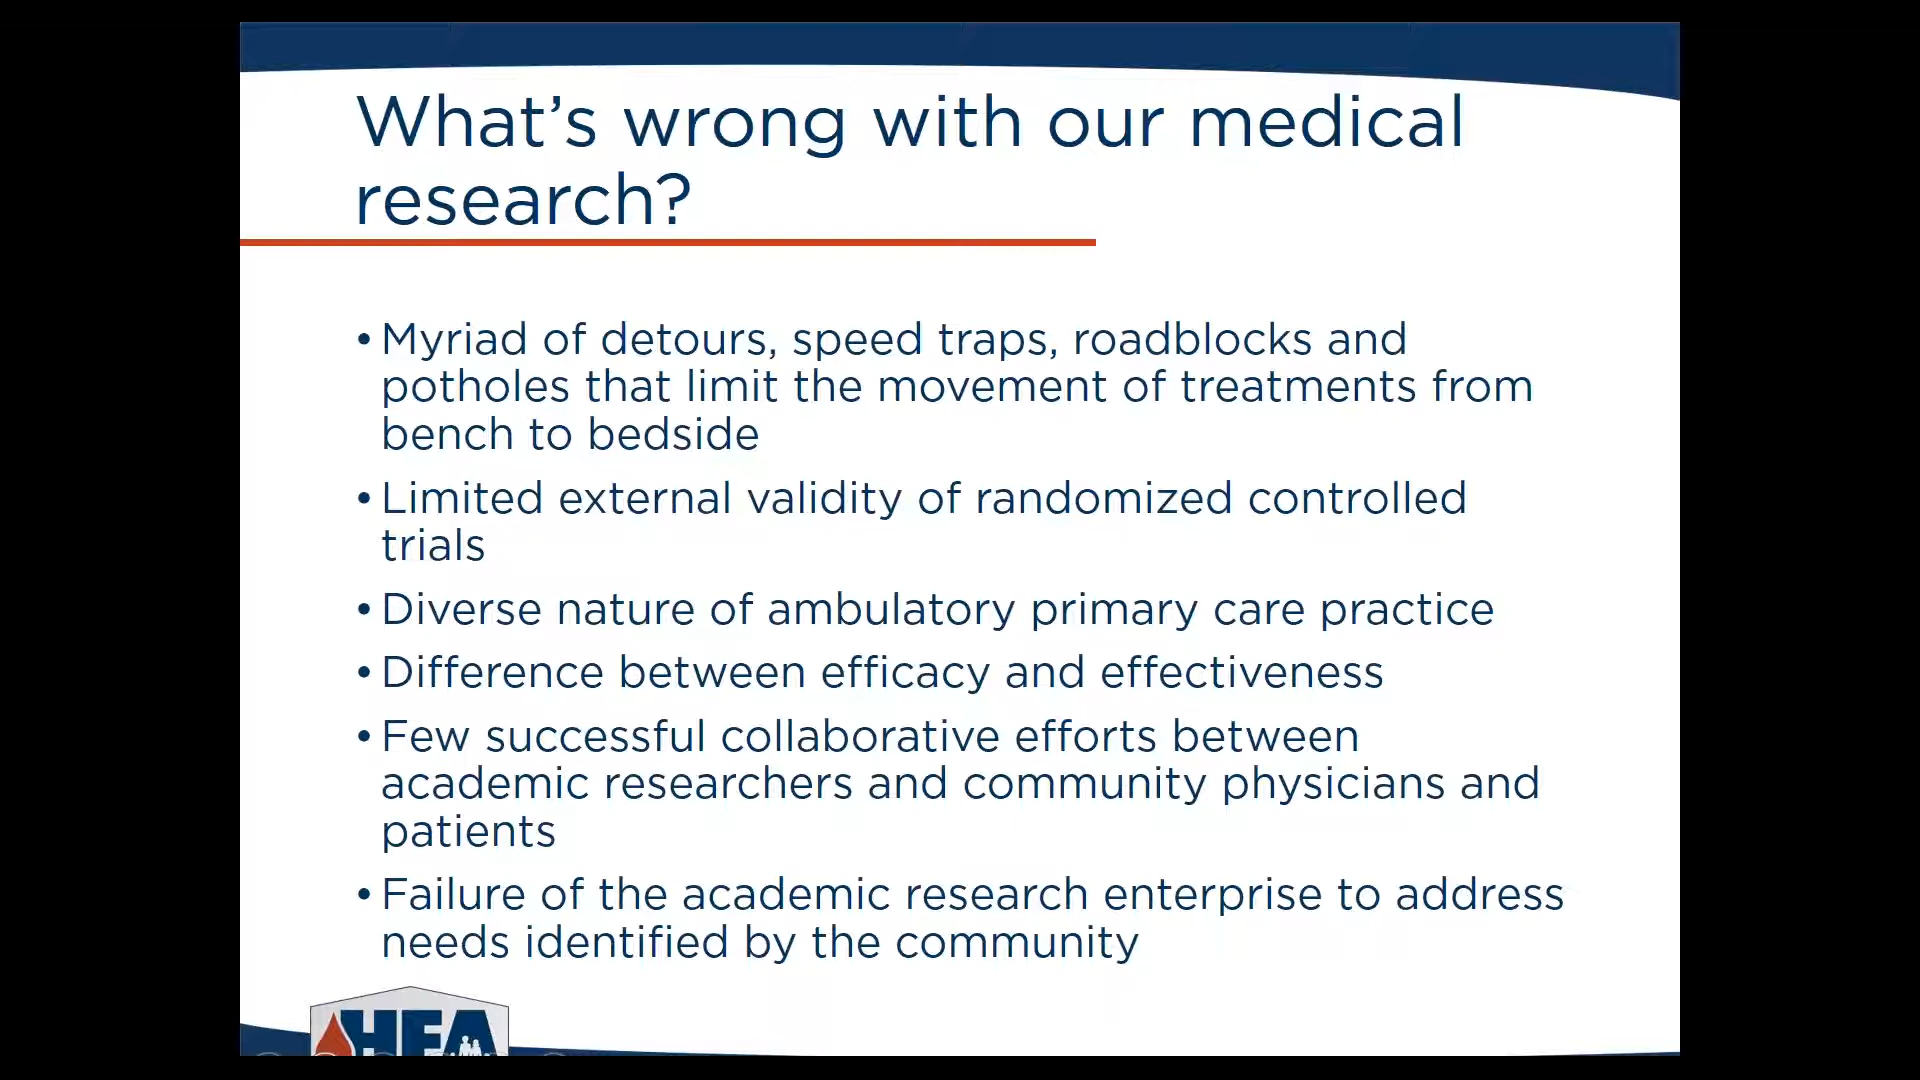 What’s wrong with our medical
research?
• Myriad of detours, speed traps, roadblocks and
potholes that limit the movement of treatments from
bench to bedside
• Limited external validity of randomized controlled
trials
• Diverse nature of ambulatory primary care practice
• Difference between efficacy and effectiveness
• Few successful collaborative efforts between
academic researchers and community physicians and
patients
• Failure of the academic research enterprise to address
needs identified by the community
HFA